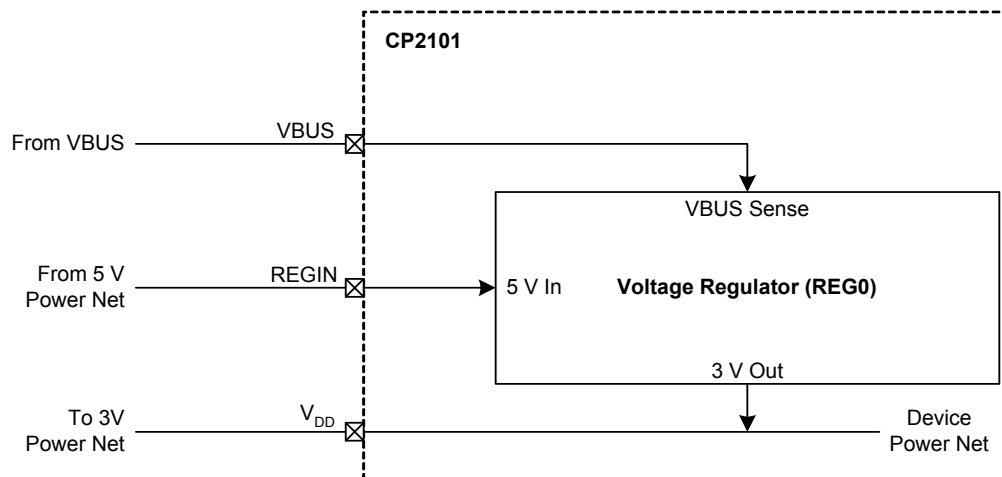 CP2101
From VBUS
VBUS
VBUS Sense
From 5 V
Power Net
REGIN
5 V In
Voltage Regulator (REG0)
3 V Out
To 3V
Power Net
VDD
Device
Power Net